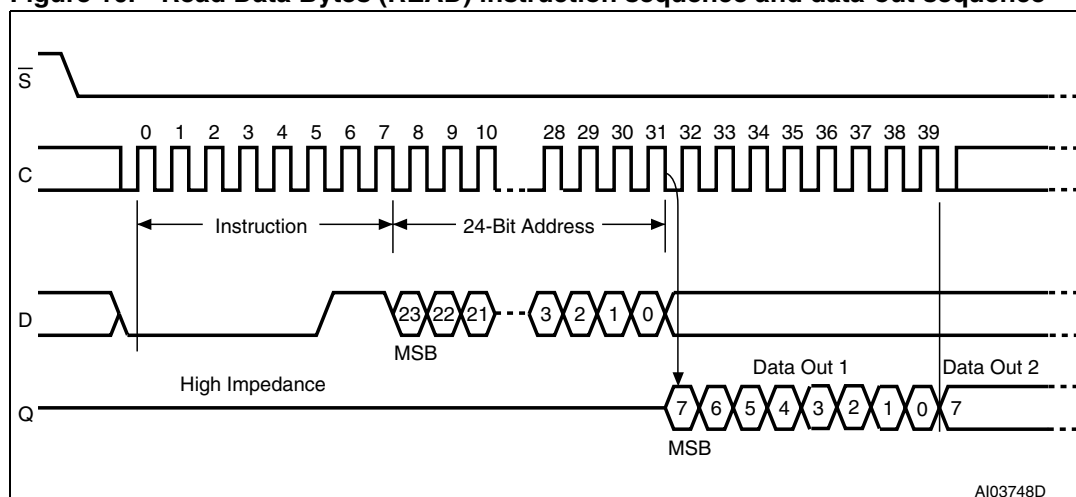 Figure 10. Read Data Bytes (READ) instruction sequence and data-out sequence
S
0 1 2 3 4 5 6 7 8 9 10 28 29 30 31 32 33 34 35 36 37 38 39
C
Instruction 24-Bit Address
D 23 22 21 3 2 1 0
MSB
High Impedance Data Out 1 Data Out 2
Q 7 6 5 4 3 2 1 0 7
MSB
AI03748D